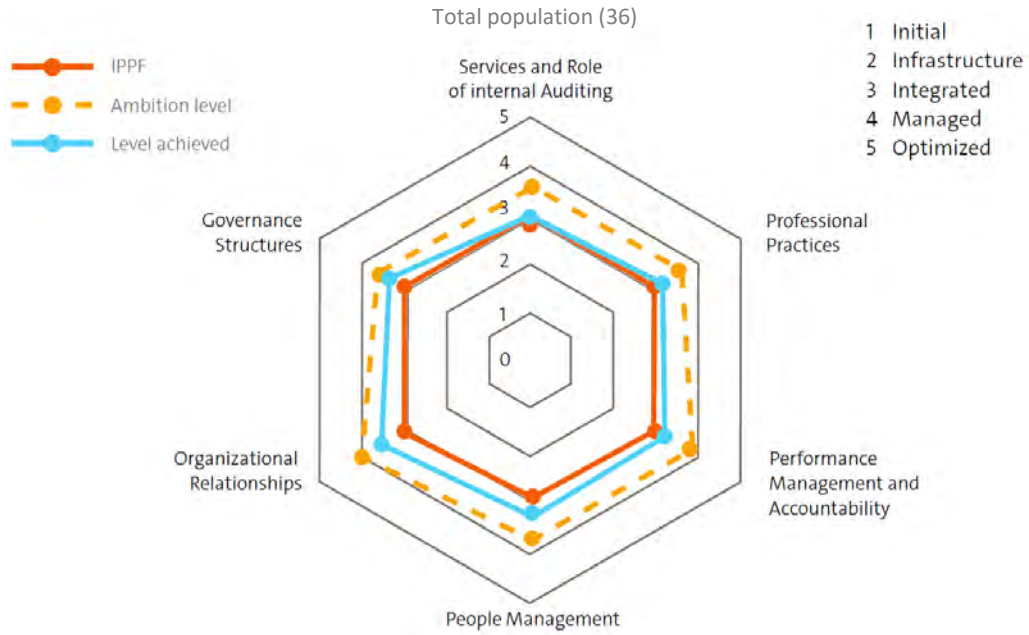 Total population (36)
IPPF
Ambition level
Level achieved
1 Initial
2 Infrastructure
3 Integrated
4 Managed
5 Optimized
Services and Role
of internal Auditing
5
4
3
2
1
0
Governance
Structures
Professional
Practices
Organizational
Relationships
Performance
Management and
Accountability
People Management